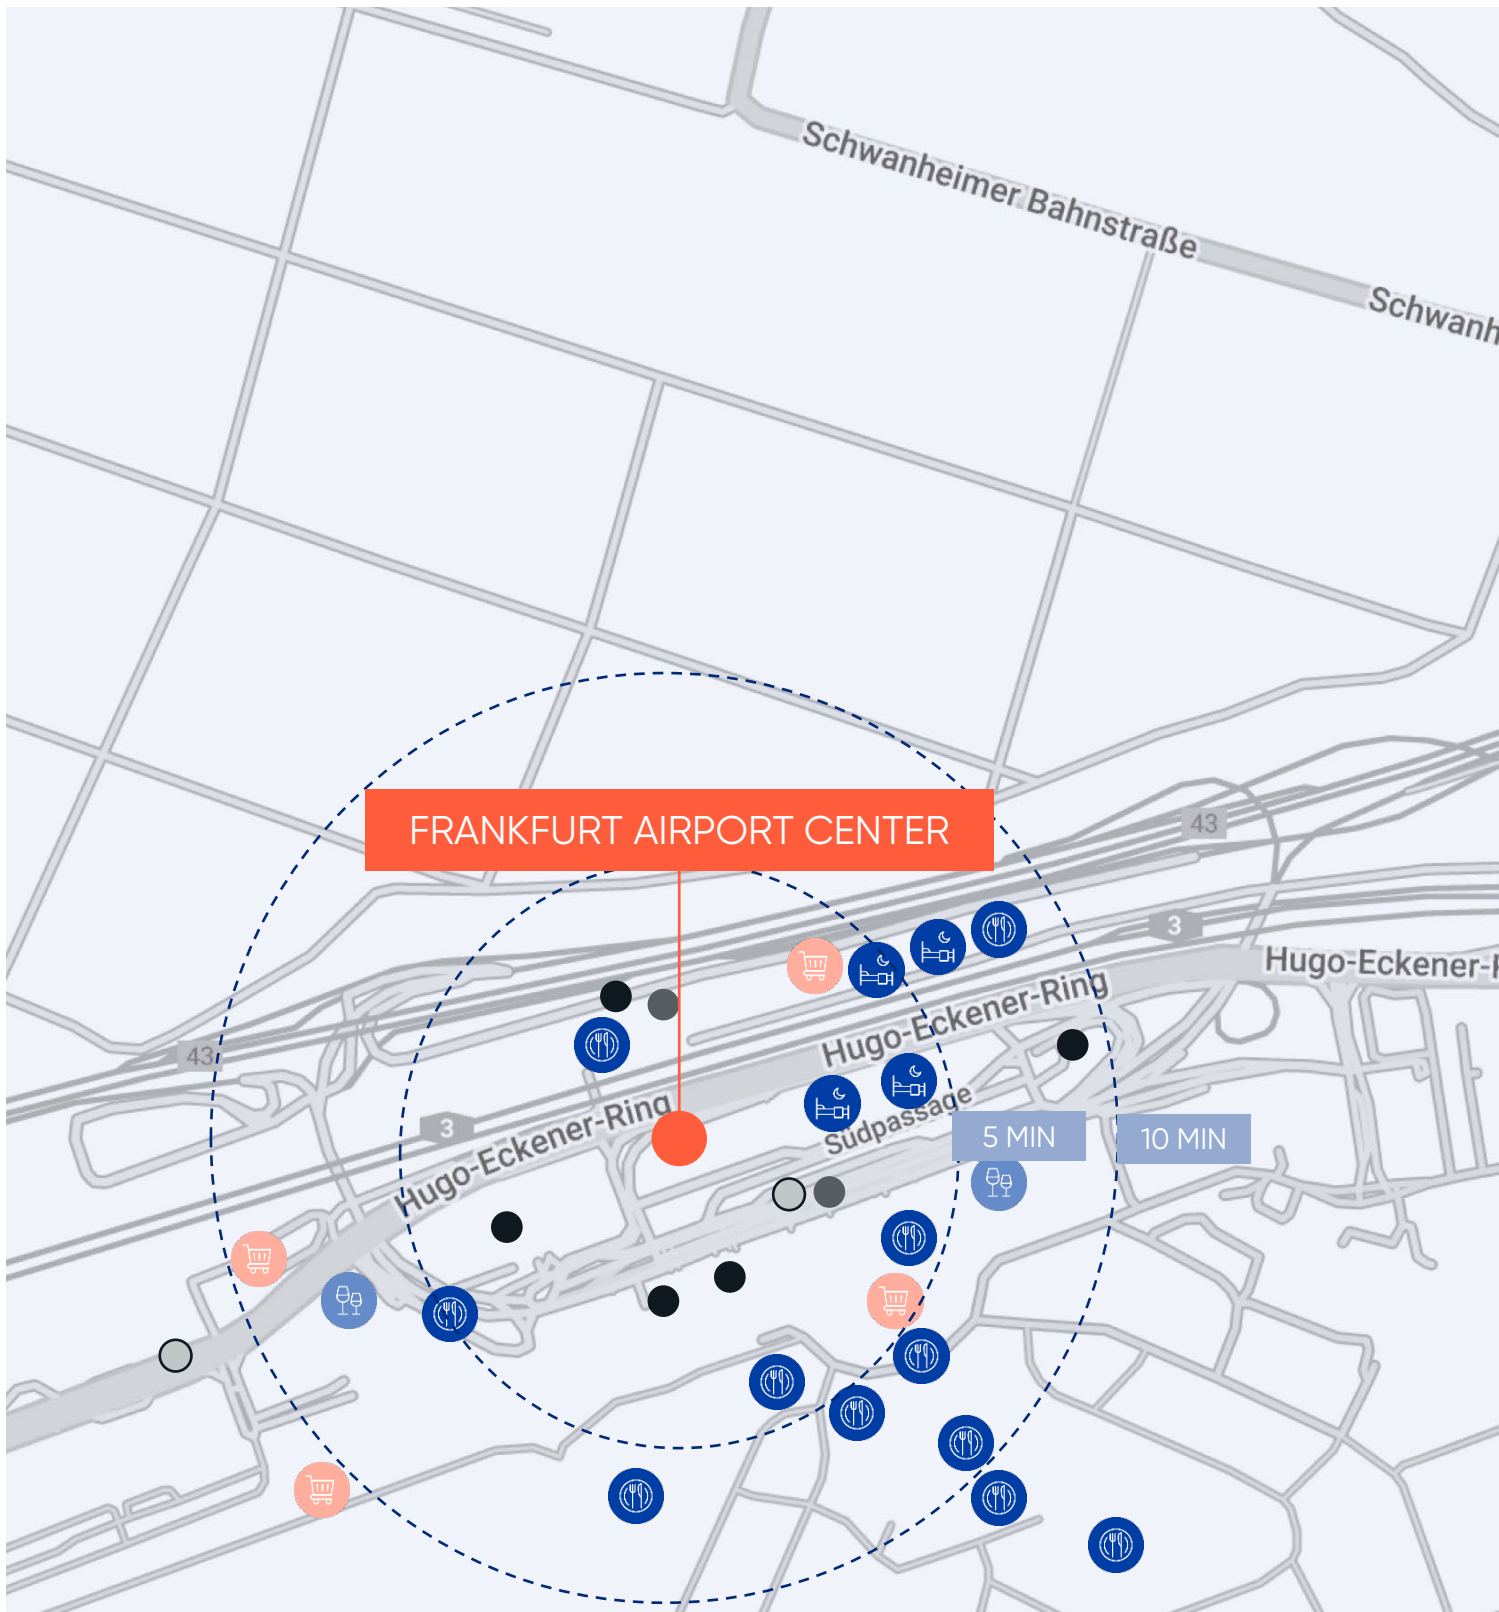 Schwanheimer Bahnstraße
Schwanh
FRANKFURT AIRPORT CENTER
43
3
Hugo-Eckener-R
Hugo-Eckener-Ring
43
3
Hugo-Eckener-Ring
Südpassage
5 MIN
10 MIN